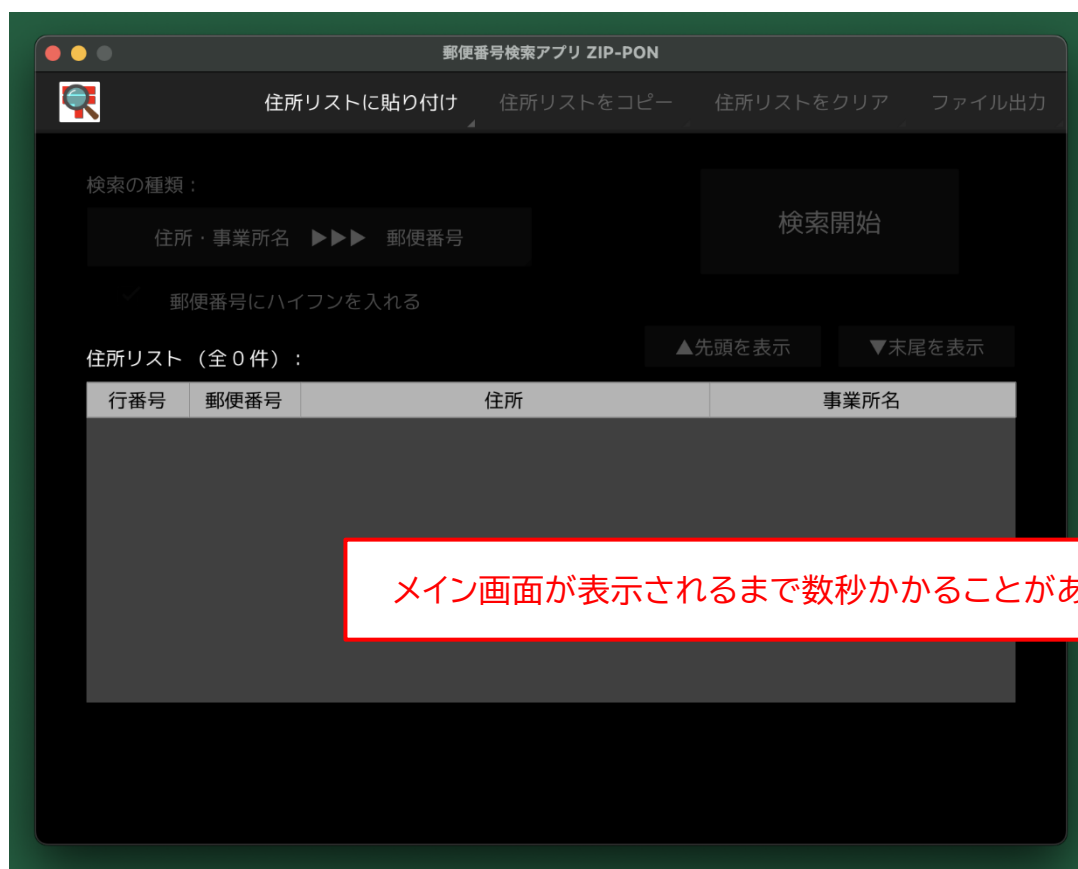 郵便番号検索アプリ ZIP-PON
住所リストに貼り付け 住所リストをコピー 住所リストをクリア ファイル出力
検索の種類：
住所・事業所名 ▶▶▶ 郵便番号
検索開始
郵便番号にハイフンを入れる
住所リスト（全０件）：
▲先頭を表示 ▼末尾を表示
行番号 郵便番号 住所 事業所名
メイン画面が表示されるまで数秒かかることがあ